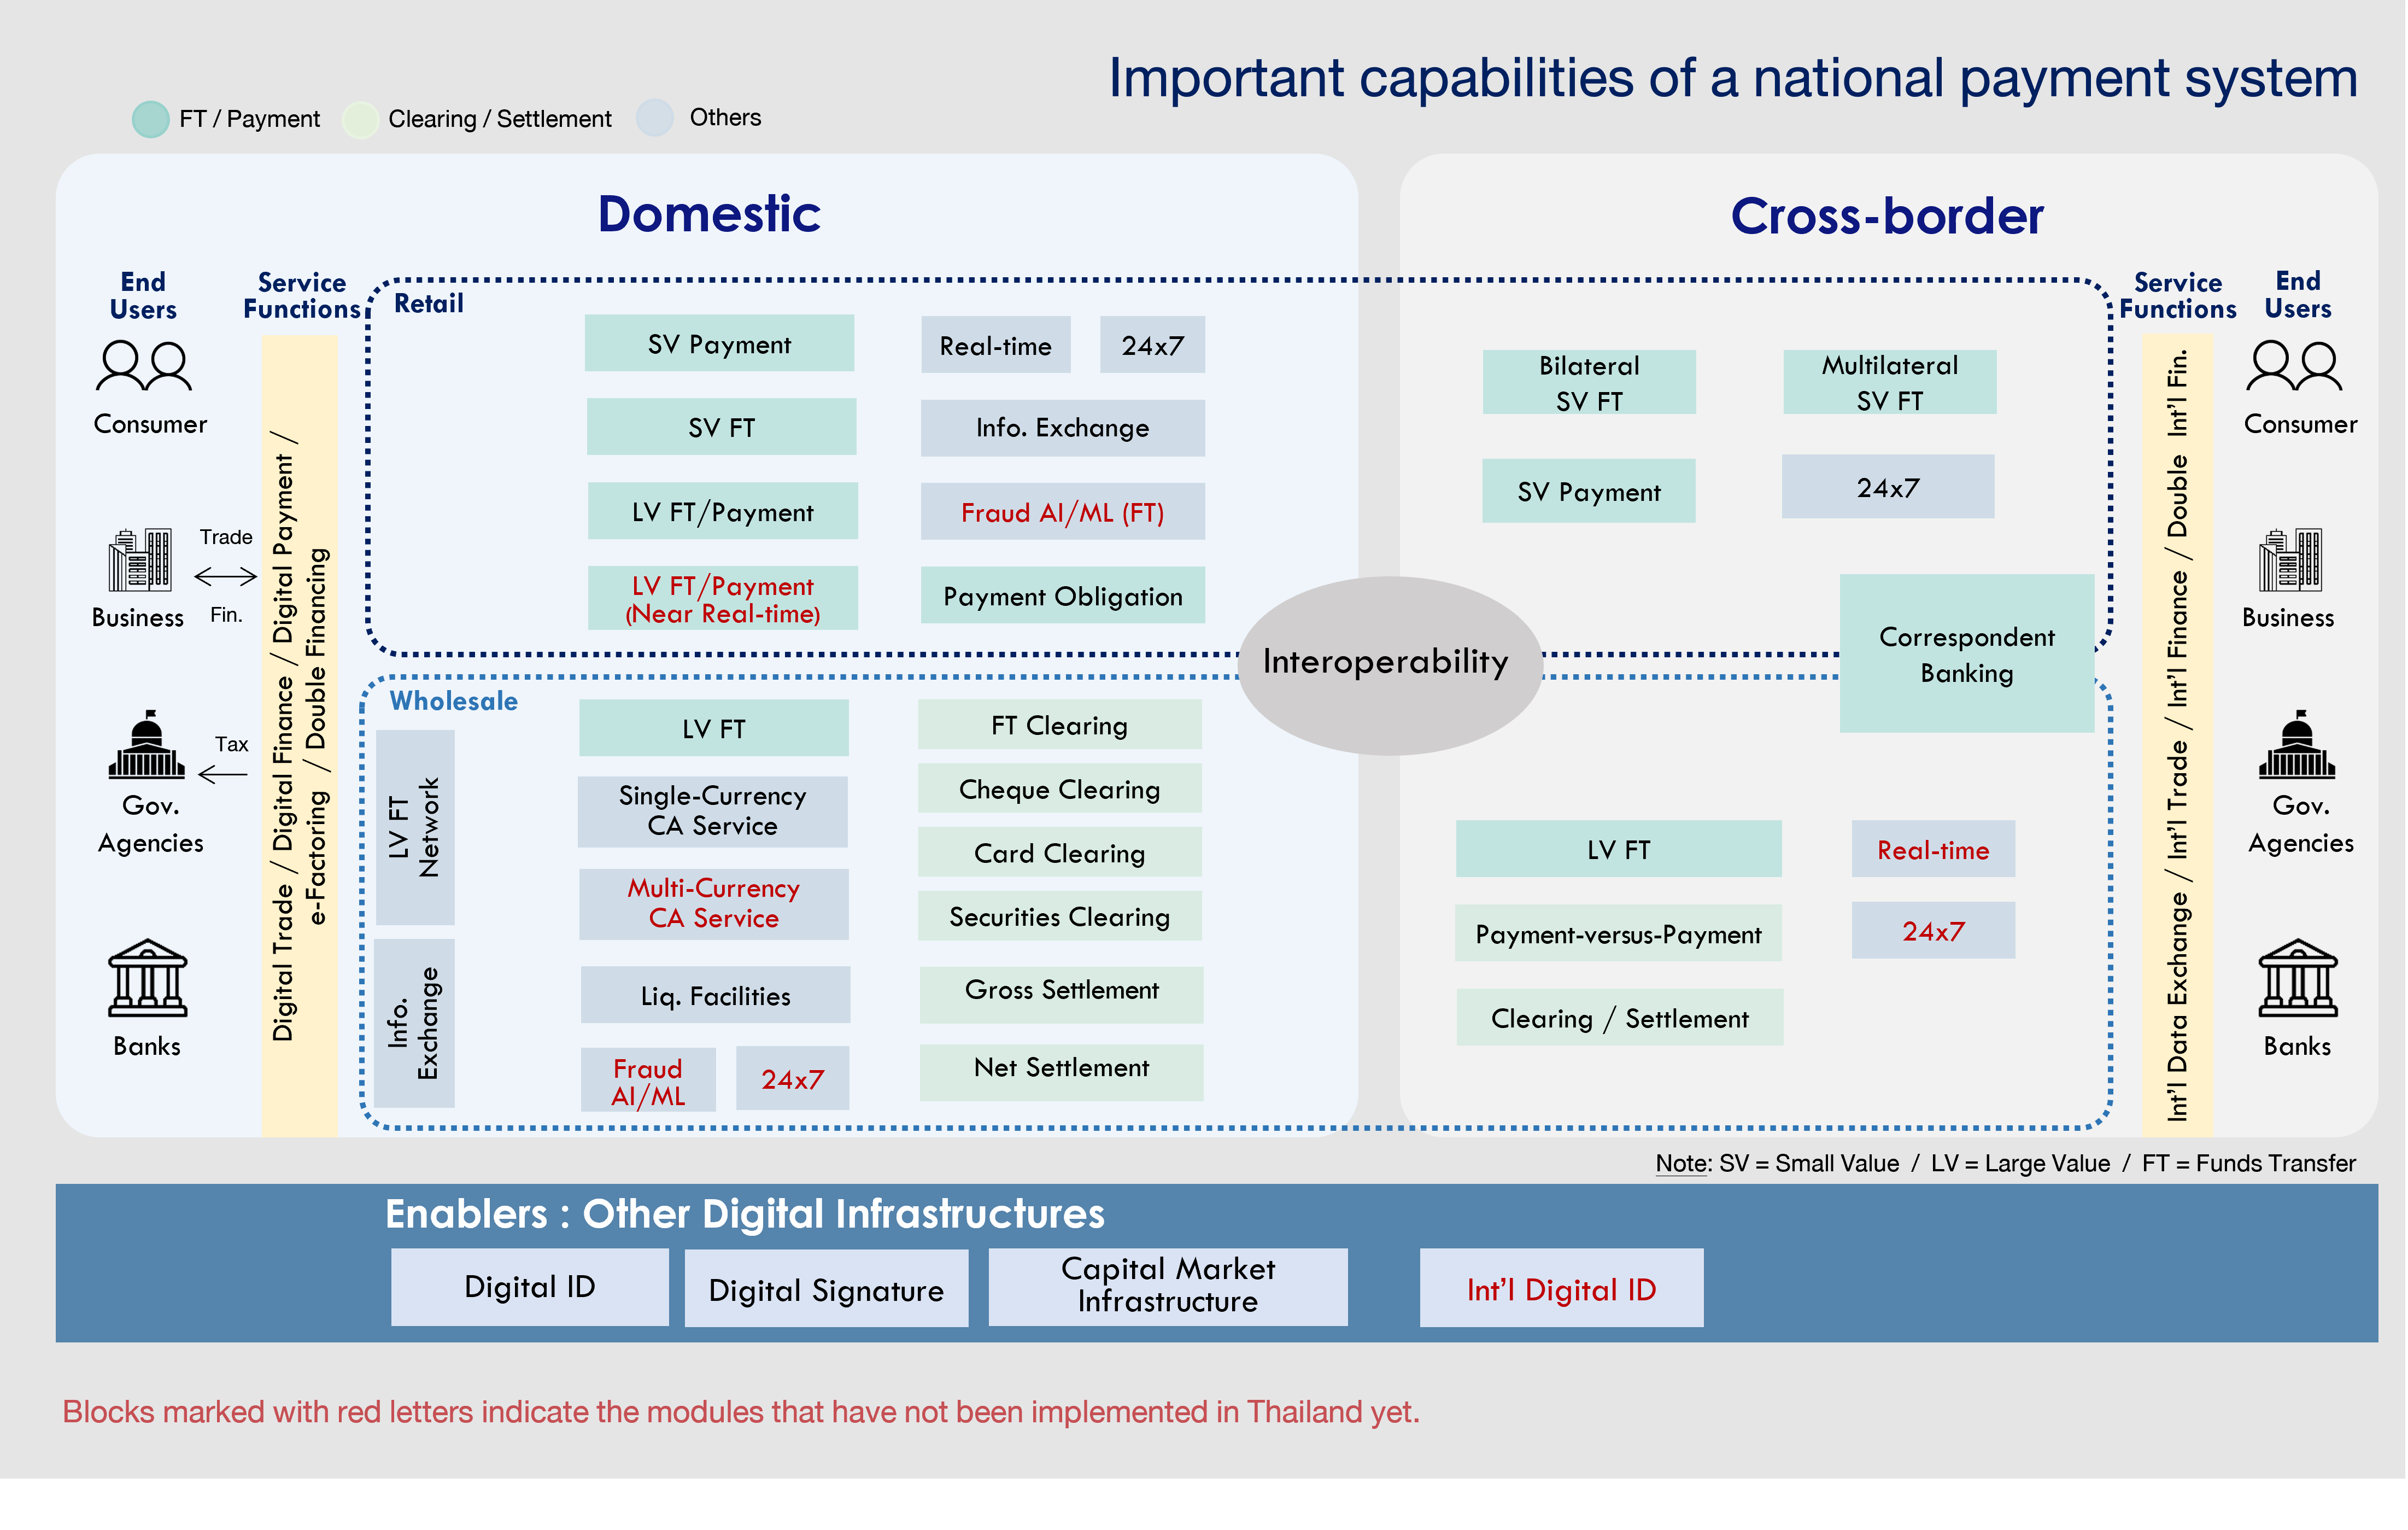 Important capabilities of a national payment system
FT / Payment
Clearing / Settlement
Others
Domestic
End
Users
Consumer
Business
Gov.
Agencies
Banks
Trade
Fin.
Tax
Service
Functions
Digital Trade / Digital Finance / Digital Payment /
e-Factoring / Double Financing
Retail
SV Payment
Real-time
24x7
SV FT
Info. Exchange
LV FT/Payment
Fraud AI/ML (FT)
LV FT/Payment
(Near Real-time)
Payment Obligation
Wholesale
LV FT
Network
Info.
Exchange
LV FT
Single-Currency
CA Service
Multi-Currency
CA Service
Liq. Facilities
Fraud
AI/ML
24x7
FT Clearing
Cheque Clearing
Card Clearing
Securities Clearing
Gross Settlement
Net Settlement
Interoperability
Cross-border
Bilateral
SV FT
Multilateral
SV FT
SV Payment
24x7
Correspondent
Banking
LV FT
Real-time
Payment-versus-Payment
24x7
Clearing / Settlement
Service
Functions
Int'l Data Exchange / Int'l Trade / Int'l Finance / Double Int'l Fin.
End
Users
Consumer
Business
Gov.
Agencies
Banks
Note: SV = Small Value / LV = Large Value / FT = Funds Transfer
Enablers : Other Digital Infrastructures
Digital ID
Digital Signature
Capital Market
Infrastructure
Int'l Digital ID
Blocks marked with red letters indicate the modules that have not been implemented in Thailand yet.